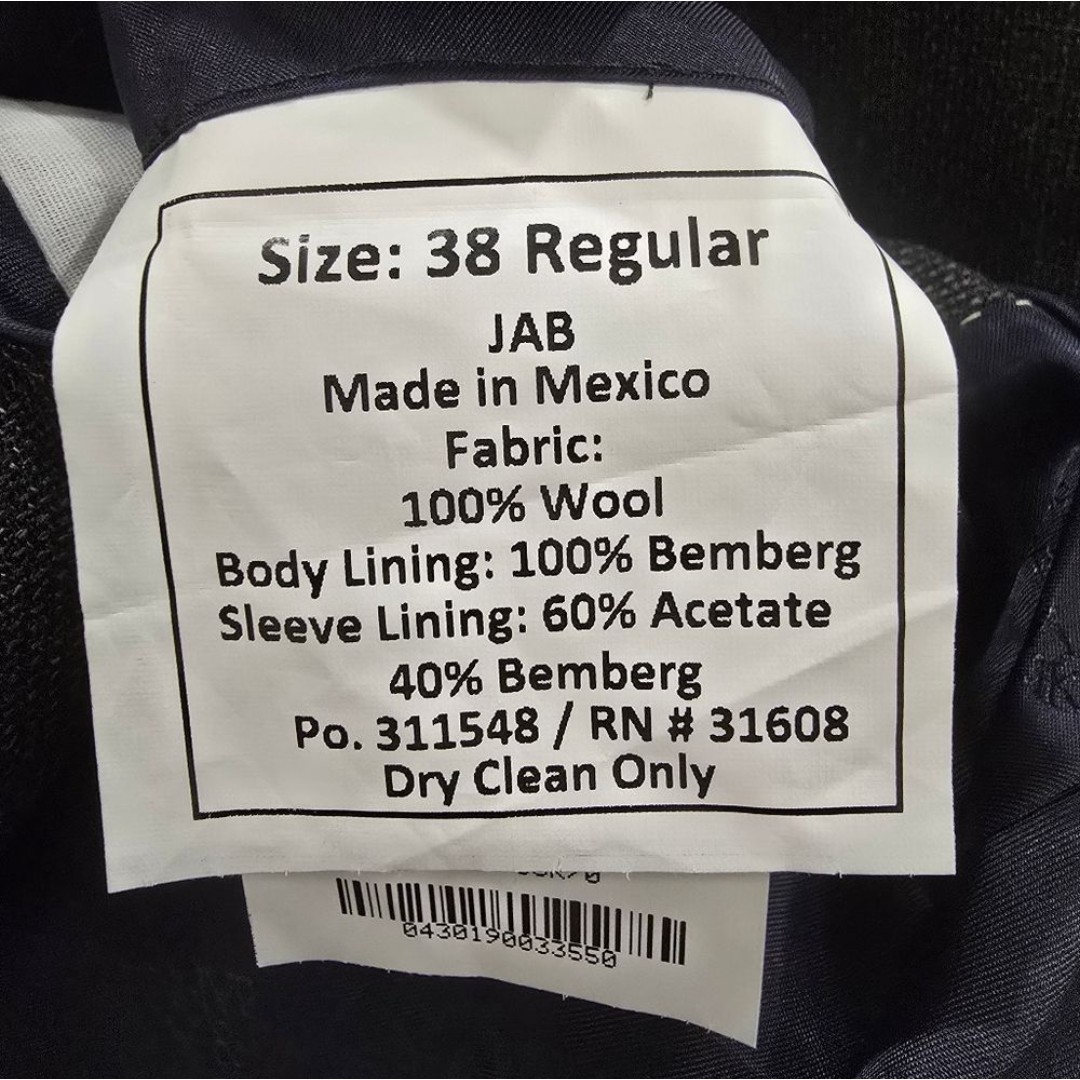 Size: 38 Regular
JAB
Made in Mexico
Fabric:
100% Wool
Body Lining: 100% Bemberg
Sleeve Lining: 60% Acetate
40% Bemberg
Po. 311548 / RN # 31608
Dry Clean Only
0430190033550